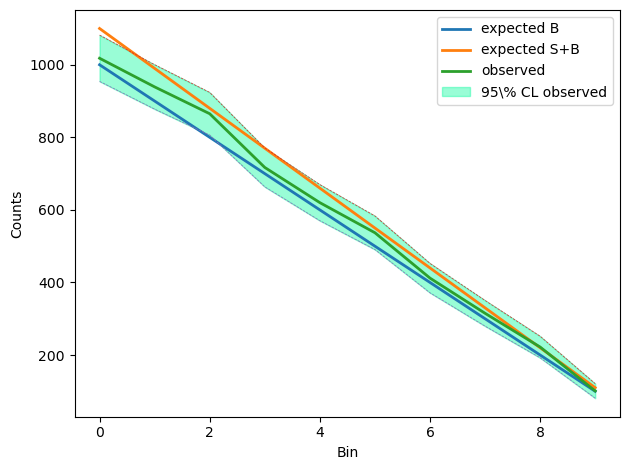 expected B
expected S+B
observed
95\% CL observed
1000
800
600
400
200
Counts
0 2 4 6 8
Bin